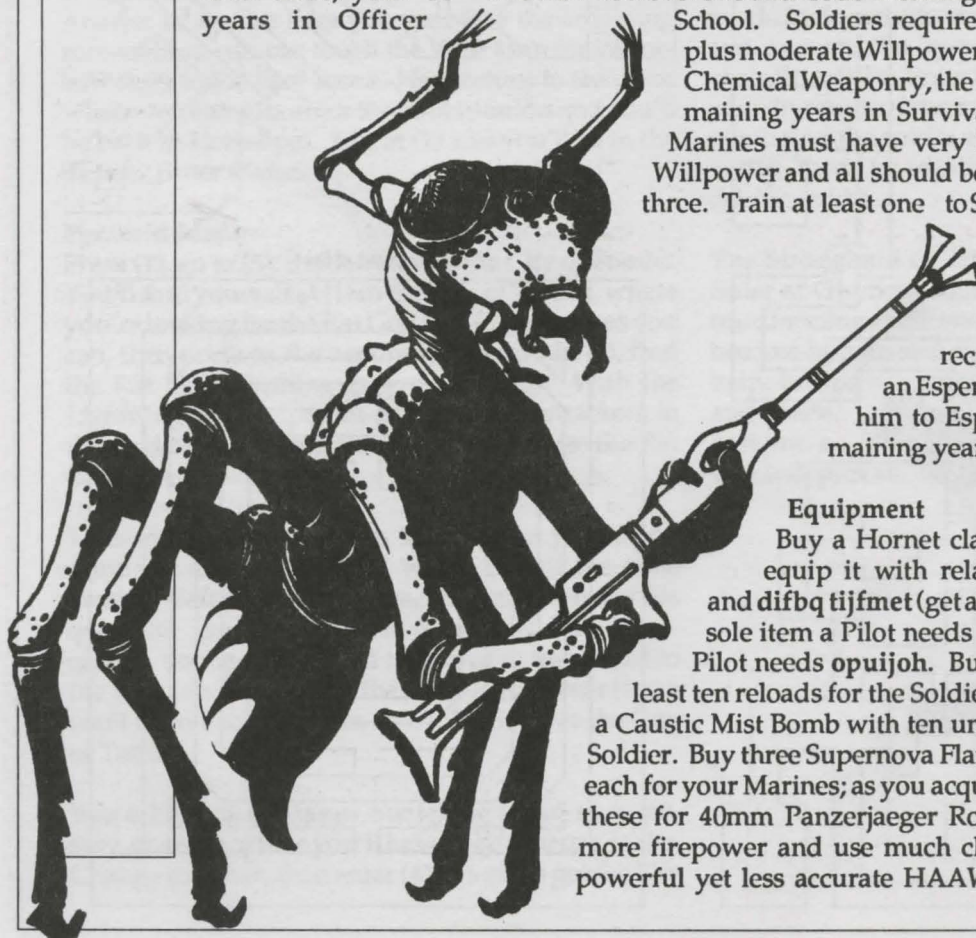 years in Officer
School. Soldiers require
plus moderate Willpower
Chemical Weaponry, the
maining years in Surviva
Marines must have very
Willpower and all should be
three. Train at least one to S
rec
an Esper
him to Esp
maining year
Equipment
Buy a Hornet cla
equip it with rela
and difbq tijfmet (get a
sole item a Pilot needs
Pilot needs opuijoh. Bu
least ten reloads for the Soldie
a Caustic Mist Bomb with ten un
Soldier. Buy three Supernova Fla
each for your Marines; as you acqu
these for 40mm Panzerjaeger Ro
more firepower and use much cl
powerful yet less accurate HAAW